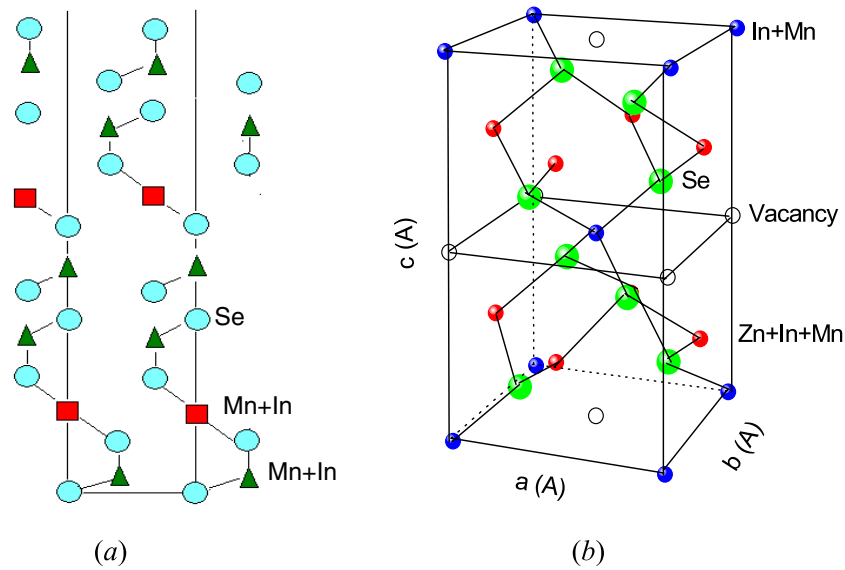 In+Mn
Se
Vacancy
c (A)
Se
Zn+In+Mn
Mn+In
Mn+In
a (A)
b (A)
(a)
(b)